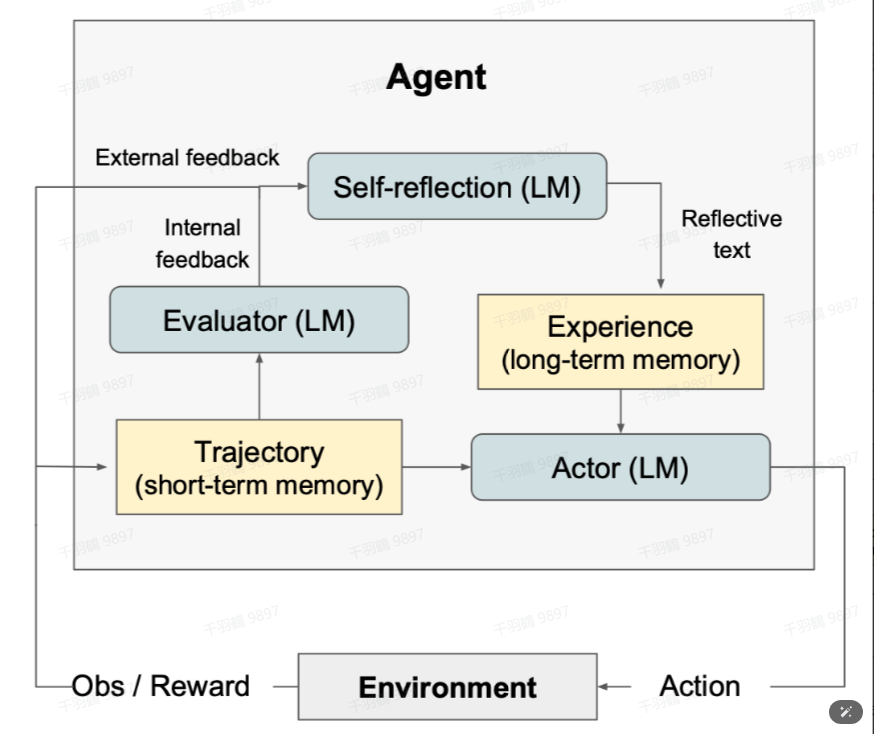 Agent
External feedback
Self-reflection (LM)
Internal
feedback
Reflective
text
Evaluator (LM)
Experience
(long-term memory)
Trajectory
(short-term memory)
Actor (LM)
Obs / Reward
Environment
Action
千羽鹤 9897